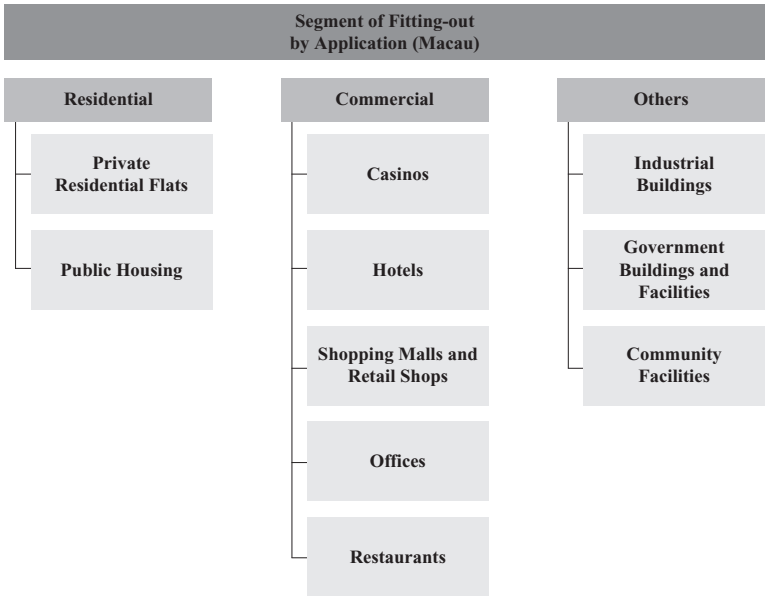 Segment of Fitting-out
by Application (Macau)
Residential
Private
Residential Flats
Public Housing
Commercial
Casinos
Hotels
Shopping Malls and
Retail Shops
Offices
Restaurants
Others
Industrial
Buildings
Government
Buildings and
Facilities
Community
Facilities